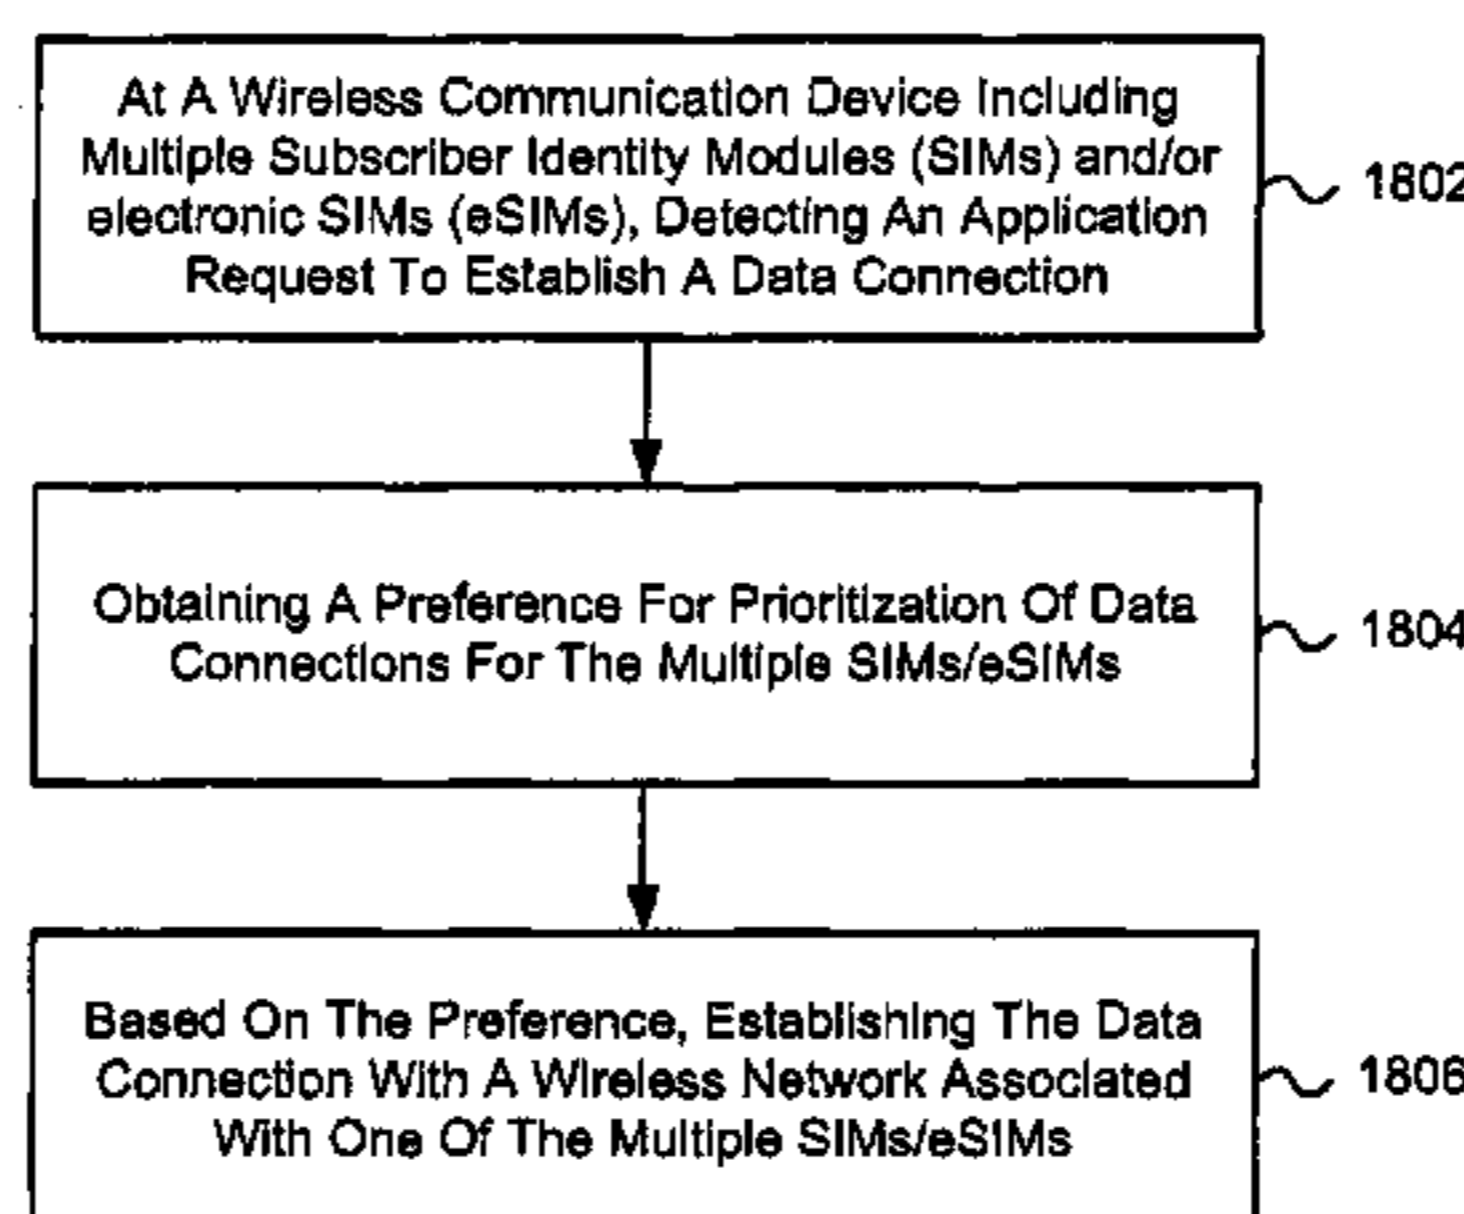 At A Wireless Communication Device Including
Multiple Subscriber Identity Modules (SIMs) and/or
electronic SIMs (eSIMs), Detecting An Application
Request To Establish A Data Connection
1802
Obtaining A Preference For Prioritization Of Data
Connections For The Multiple SIMs/eSIMs
1804
Based On The Preference, Establishing The Data
Connection With A Wireless Network Associated
With One Of The Multiple SIMs/eSIMs
1806